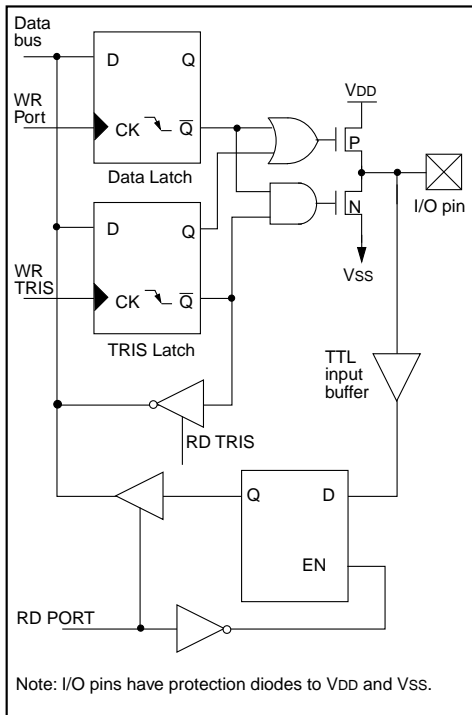 Data
bus
D
Q
WR
Port
CK
Q
Data Latch
VDD
P
N
I/O pin
VSS
D
Q
WR
TRIS
CK
Q
TRIS Latch
TTL
input
buffer
RD TRIS
Q
D
EN
RD PORT
Note: I/O pins have protection diodes to VDD and VSS.